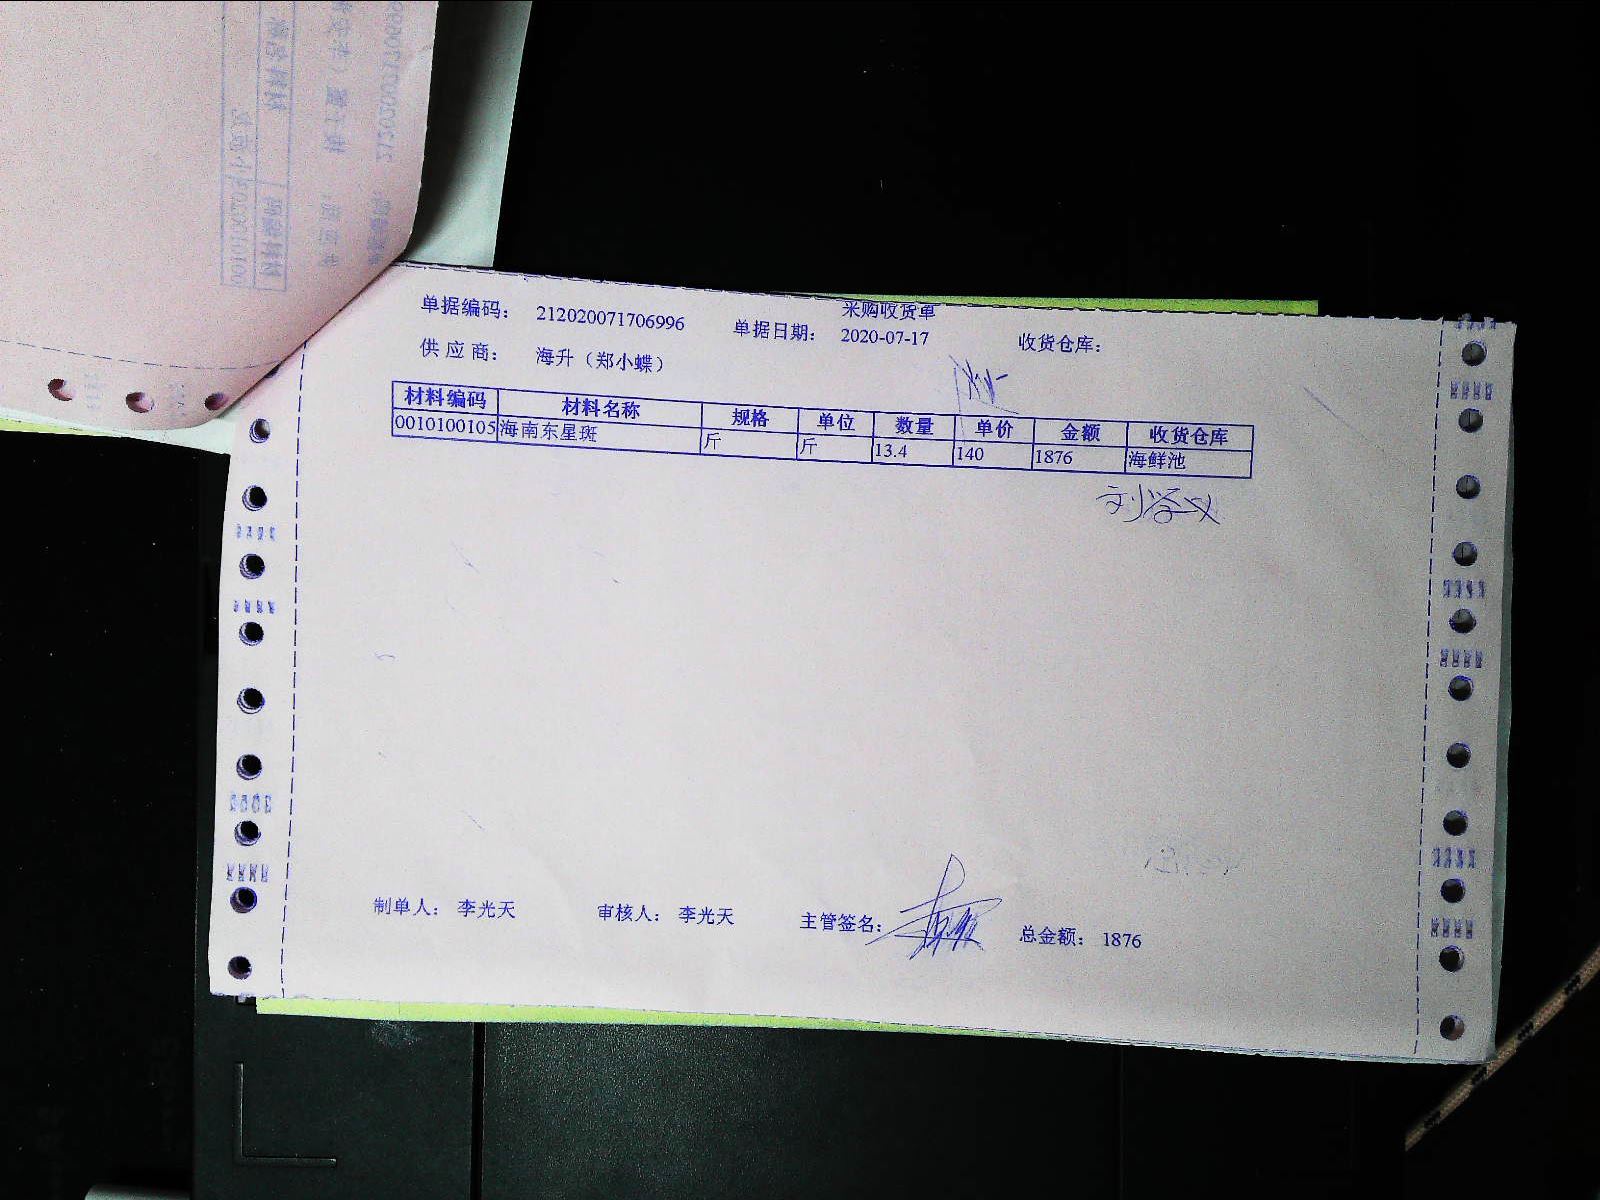 采购收货单
单据编码： 212020071706996 单据日期： 2020-07-17 收货仓库：
供 应 商： 海升（郑小蝶）
材料编码 材料名称 规格 单位 数量 单价 金额 收货仓库
0010100105 海南东星斑 斤 斤 13.4 140 1876 海鲜池
刘学义
制单人： 李光天 审核人： 李光天 主管签名： 总金额： 1876